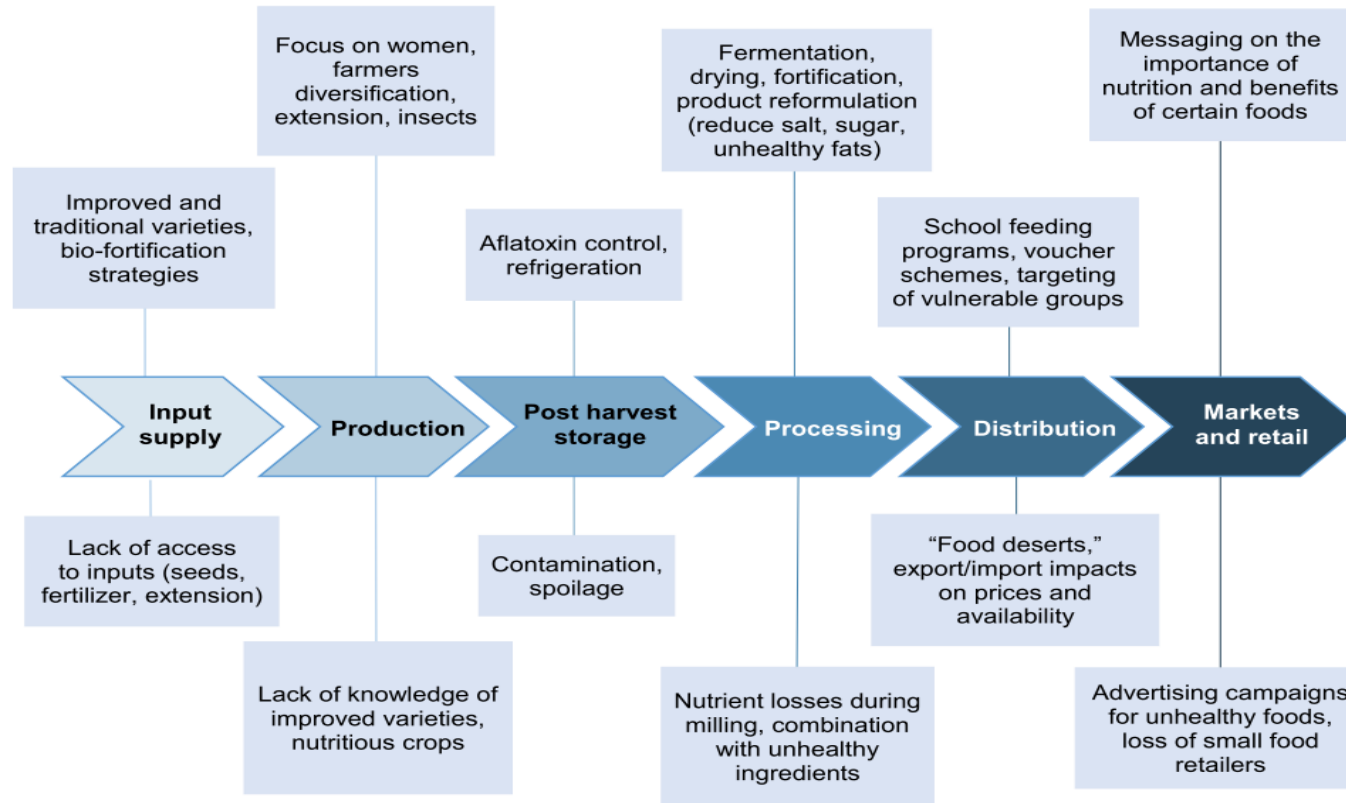 Focus on women,
farmers
diversification,
extension, insects
Fermentation,
drying, fortification,
product reformulation
(reduce salt, sugar,
unhealthy fats)
Messaging on the
importance of
nutrition and benefits
of certain foods
Improved and
traditional varieties,
bio-fortification
strategies
Aflatoxin control,
refrigeration
School feeding
programs, voucher
schemes, targeting
of vulnerable groups
Input
supply
Production
Post harvest
storage
Processing
Distribution
Markets
and retail
Lack of access
to inputs (seeds,
fertilizer, extension)
Contamination,
spoilage
“Food deserts,”
export/import impacts
on prices and
availability
Lack of knowledge of
improved varieties,
nutritious crops
Nutrient losses during
milling, combination
with unhealthy
ingredients
Advertising campaigns
for unhealthy foods,
loss of small food
retailers